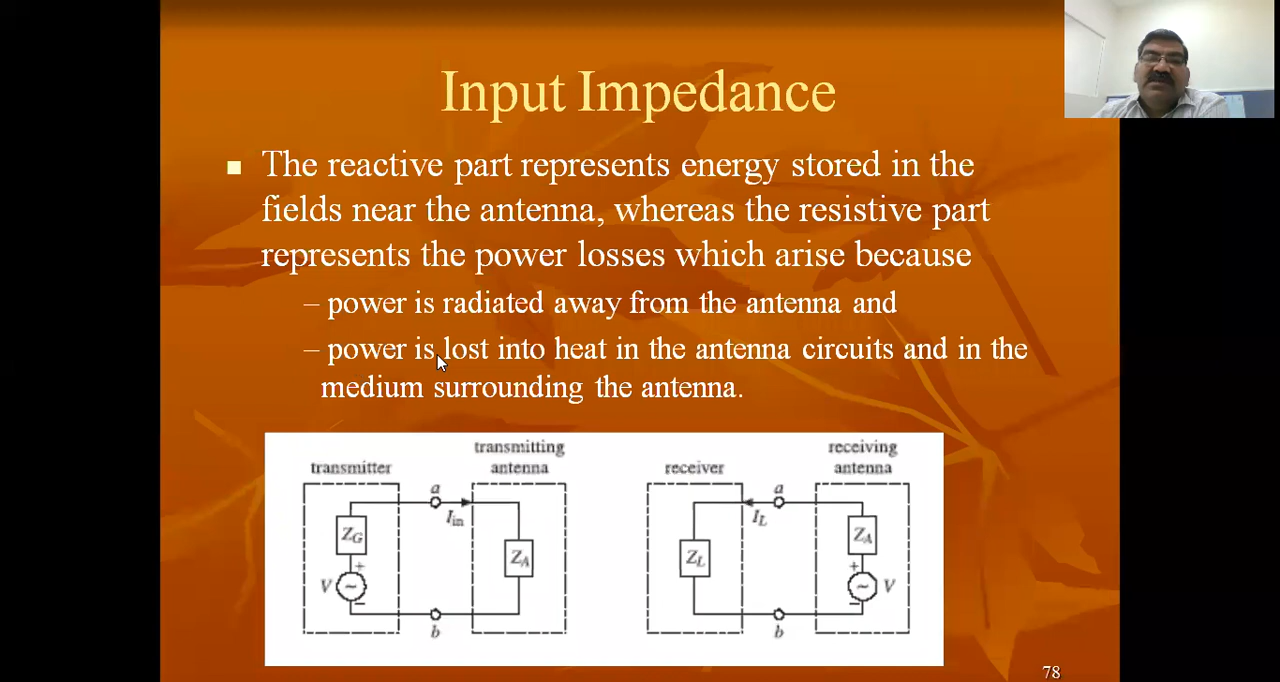 Input Impedance
The reactive part represents energy stored in the
fields near the antenna, whereas the resistive part
represents the power losses which arise because
– power is radiated away from the antenna and
– power is lost into heat in the antenna circuits and in the
medium surrounding the antenna.
transmitter
transmitting
antenna
a
I_in
Z_G
Z_A
+
V
~
−
b
receiver
receiving
antenna
a
I_L
Z_L
Z_A
+
~
V
−
b
78